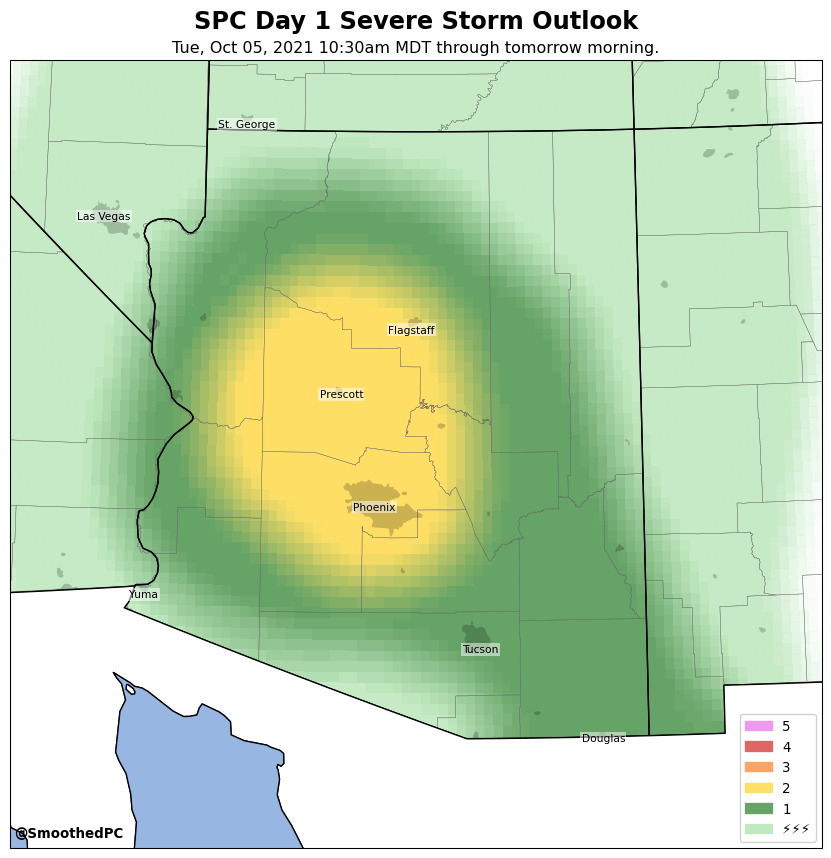 SPC Day 1 Severe Storm Outlook
Tue, Oct 05, 2021 10:30am MDT through tomorrow morning.
St. George
Las Vegas
Flagstaff
Prescott
Phoenix
Yuma
Tucson
Douglas
5
4
3
2
1
⚡⚡⚡
@SmoothedPC